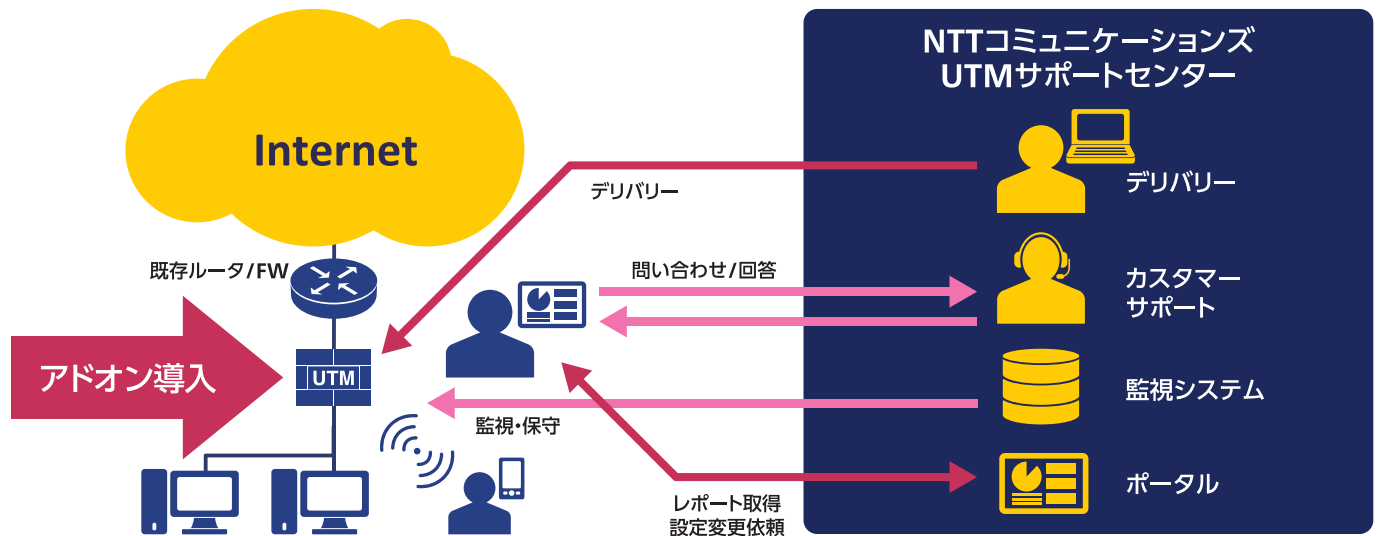 NTTコミュニケーションズ
UTMサポートセンター
Internet
デリバリー
デリバリー
既存ルータ/FW
問い合わせ/回答
カスタマー
サポート
アドオン導入
UTM
監視システム
監視・保守
ポータル
レポート取得
設定変更依頼